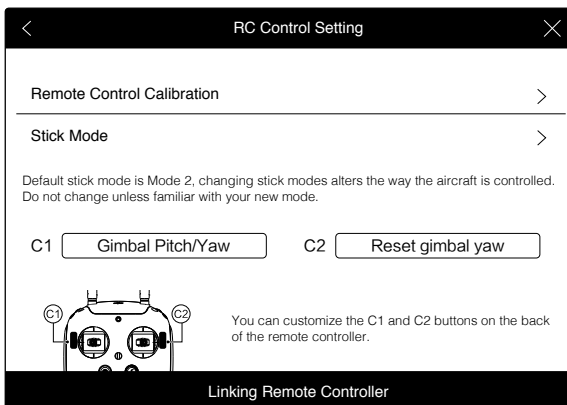 RC Control Setting
Remote Control Calibration
Stick Mode
Default stick mode is Mode 2, changing stick modes alters the way the aircraft is controlled.
Do not change unless familiar with your new mode.
C1 Gimbal Pitch/Yaw C2 Reset gimbal yaw
C1 C2
You can customize the C1 and C2 buttons on the back
of the remote controller.
Linking Remote Controller